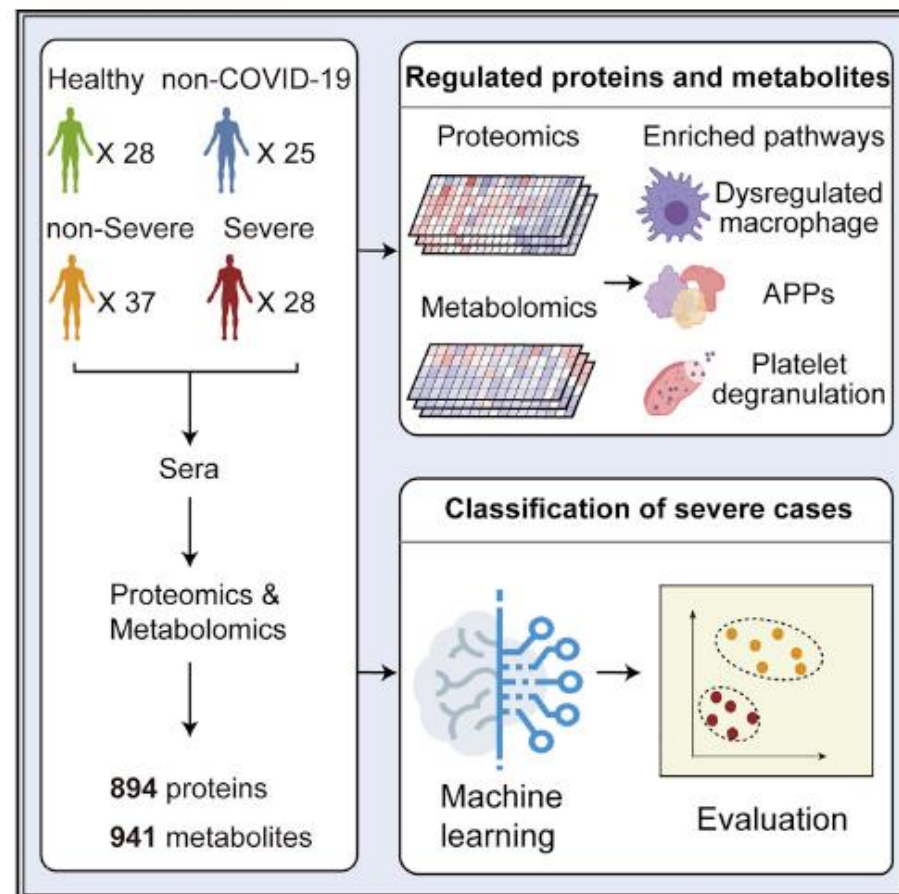 Healthy non-COVID-19
X 28 X 25
non-Severe Severe
X 37 X 28
Sera
Proteomics &
Metabolomics
894 proteins
941 metabolites
Regulated proteins and metabolites
Proteomics
Metabolomics
Enriched pathways
Dysregulated
macrophage
APPs
Platelet
degranulation
Classification of severe cases
Machine
learning
Evaluation